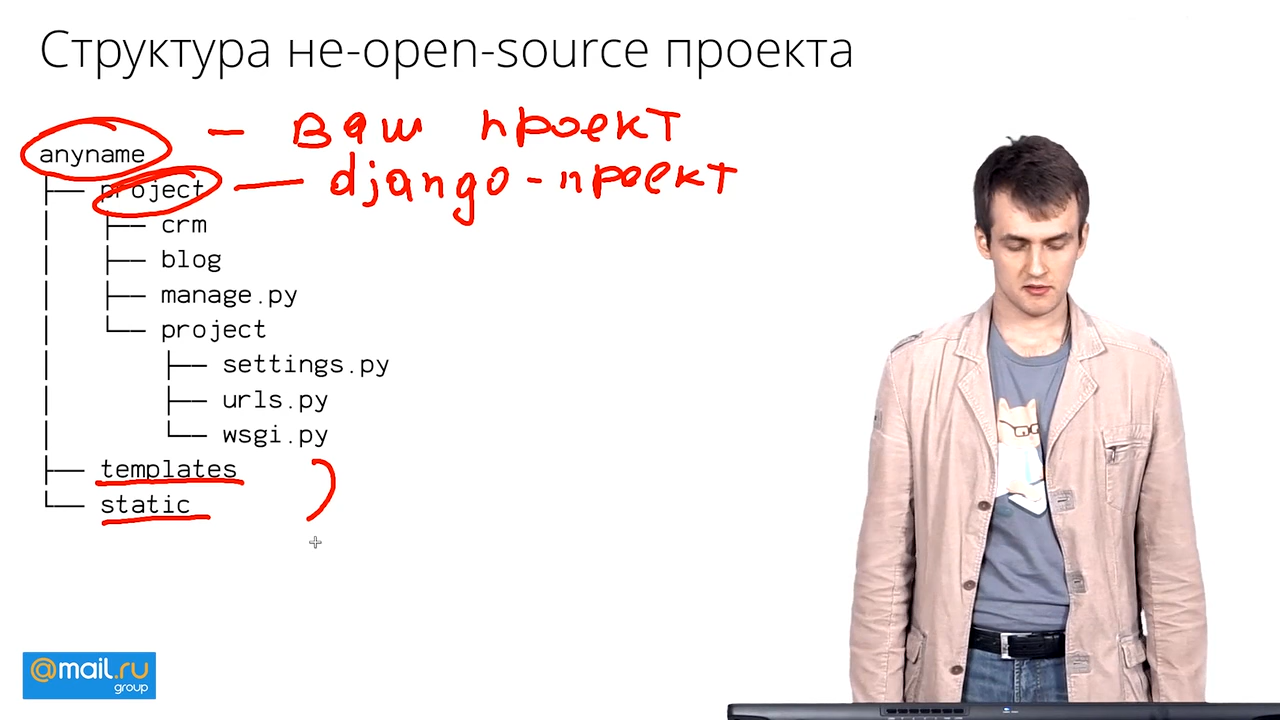 Структура не-open-source проекта
anyname — ваш проект
├── project — django-проект
│   ├── crm
│   ├── blog
│   ├── manage.py
│   └── project
│       ├── settings.py
│       ├── urls.py
│       └── wsgi.py
├── templates
└── static
@mail.ru
group